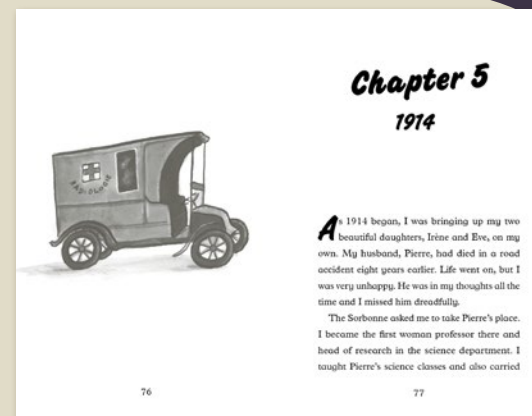 RADIOLOGIE
76
Chapter 5
1914
As 1914 began, I was bringing up my two
beautiful daughters, Irène and Eve, on my
own. My husband, Pierre, had died in a road
accident eight years earlier. Life went on, but I
was very unhappy. He was in my thoughts all the
time and I missed him dreadfully.
The Sorbonne asked me to take Pierre's place.
I became the first woman professor there and
head of research in the science department. I
taught Pierre's science classes and also carried
77